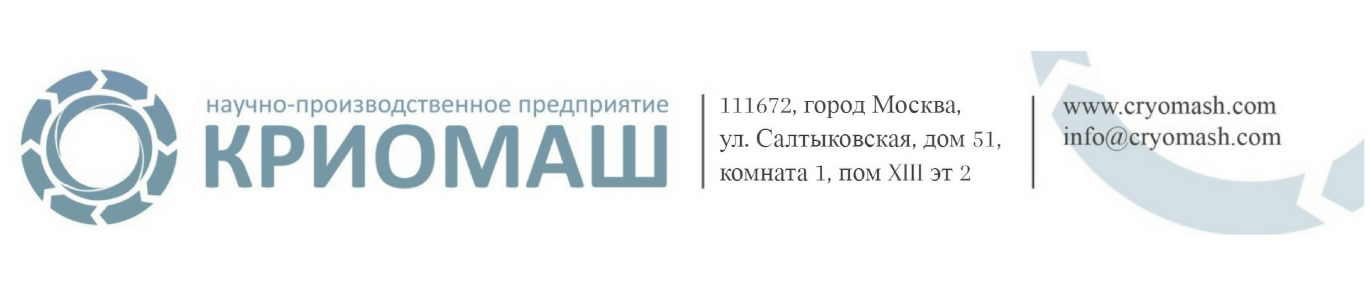 научно-производственное предприятие
КРИОМАШ
111672, город Москва,
ул. Салтыковская, дом 51,
комната 1, пом XIII эт 2
www.cryomash.com
info@cryomash.com